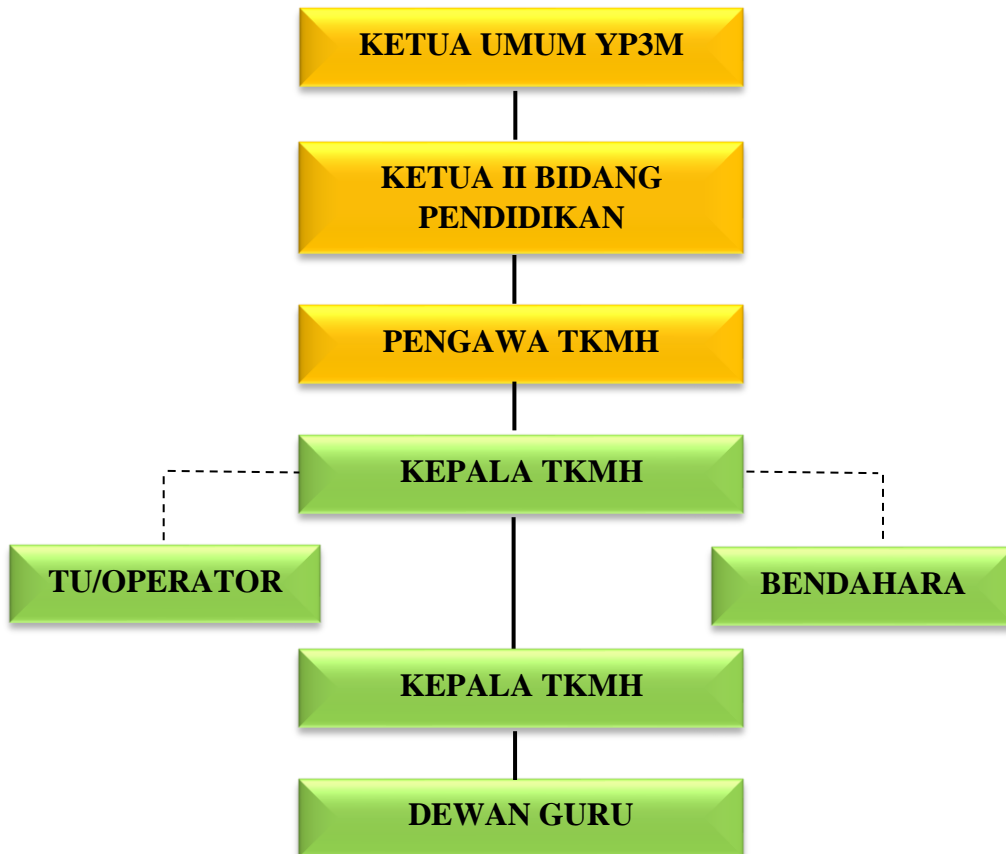 KETUA UMUM YP3M
KETUA II BIDANG
PENDIDIKAN
PENGAWA TKMH
KEPALA TKMH
TU/OPERATOR
BENDAHARA
KEPALA TKMH
DEWAN GURU